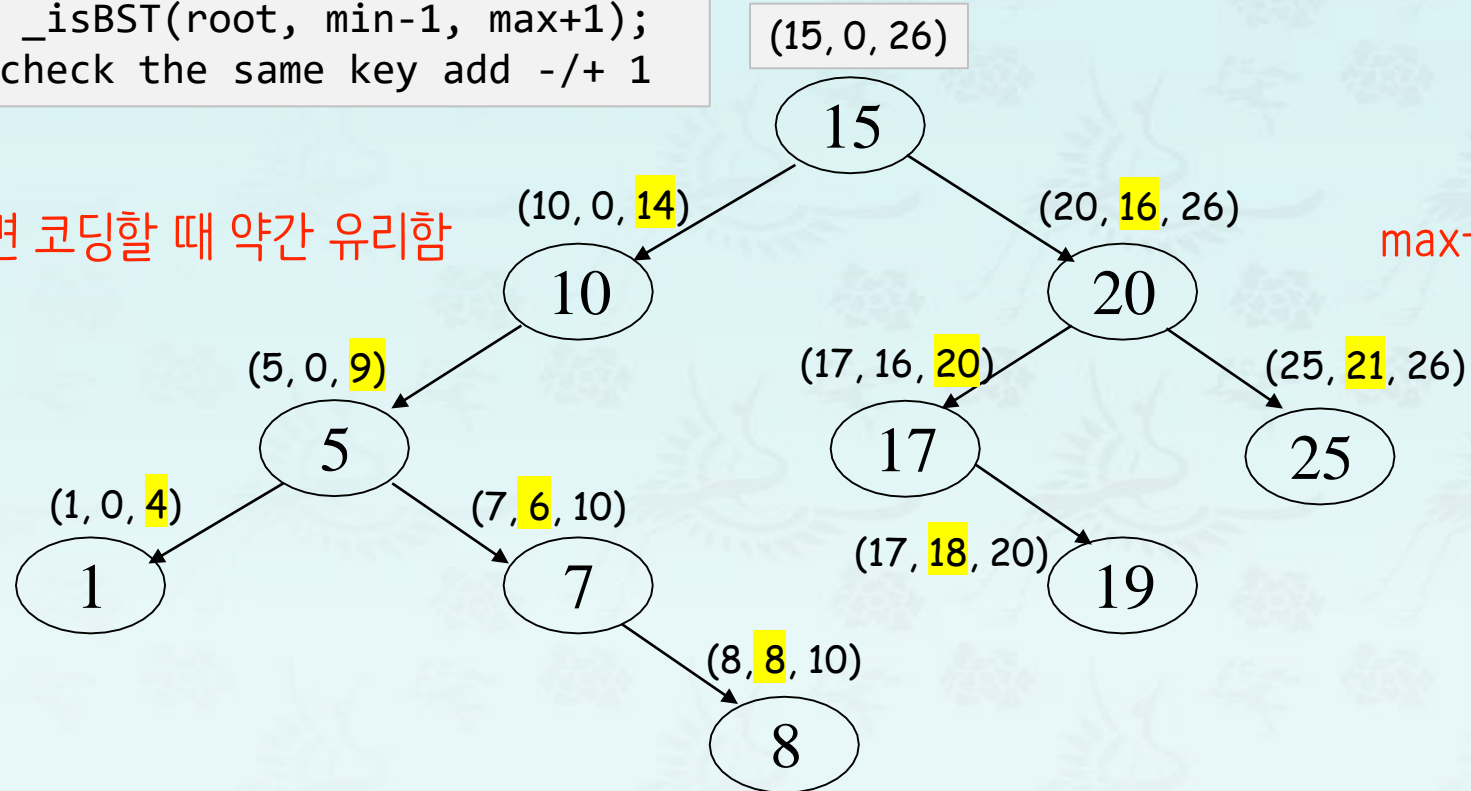 _isBST(root, min-1, max+1);
check the same key add -/+ 1
(15, 0, 26)
15
(10, 0, 14)
(20, 16, 26)
면 코딩할 때 약간 유리함
max+
10
20
(5, 0, 9)
(17, 16, 20)
(25, 21, 26)
5
17
25
(1, 0, 4)
(7, 6, 10)
(17, 18, 20)
1
7
19
(8, 8, 10)
8